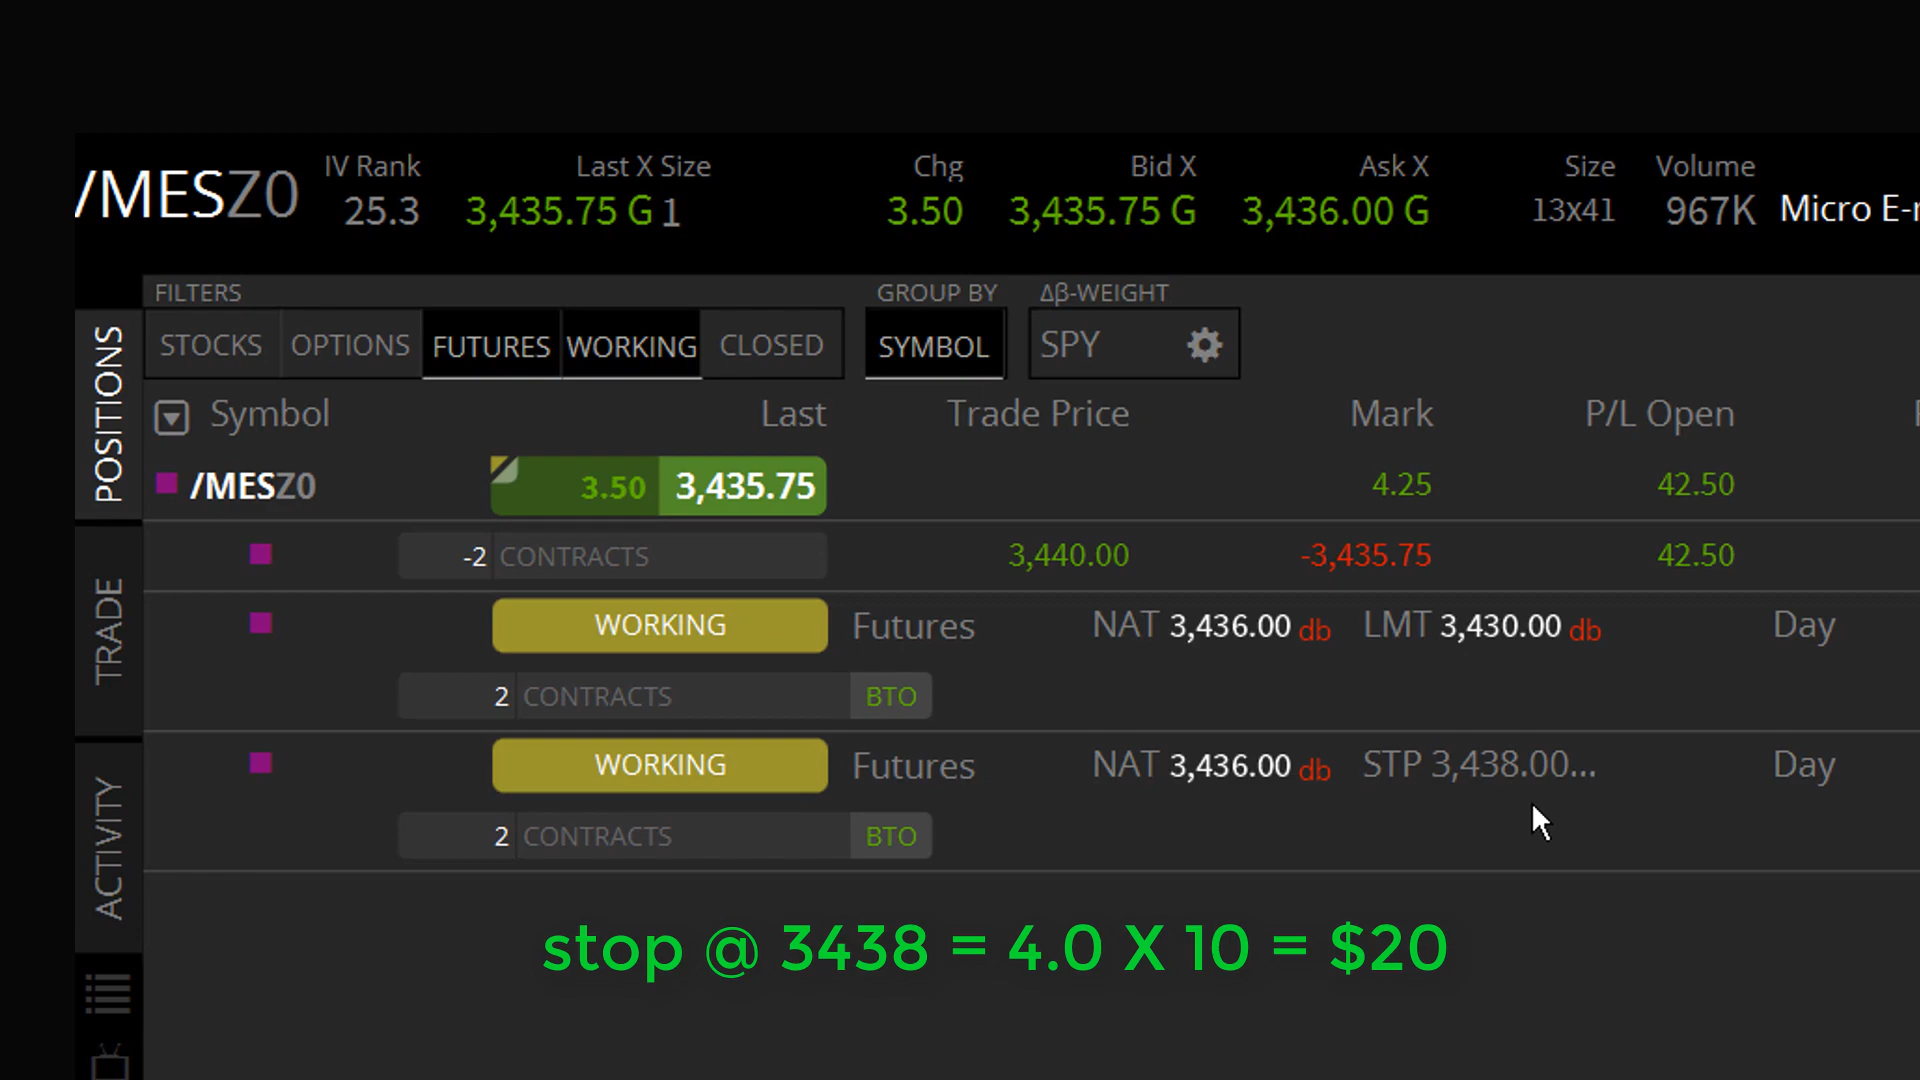 IV Rank Last X Size Chg Bid X Ask X Size Volume
/MESZ0 25.3 3,435.75 G 1 3.50 3,435.75 G 3,436.00 G 13x41 967K Micro E-
FILTERS GROUP BY Δβ-WEIGHT
STOCKS OPTIONS FUTURES WORKING CLOSED SYMBOL SPY
POSITIONS
Symbol Last Trade Price Mark P/L Open
/MESZ0 3.50 3,435.75 4.25 42.50
-2 CONTRACTS 3,440.00 -3,435.75 42.50
TRADE
WORKING Futures NAT 3,436.00 db LMT 3,430.00 db Day
2 CONTRACTS BTO
WORKING Futures NAT 3,436.00 db STP 3,438.00... Day
ACTIVITY
2 CONTRACTS BTO
stop @ 3438 = 4.0 X 10 = $20